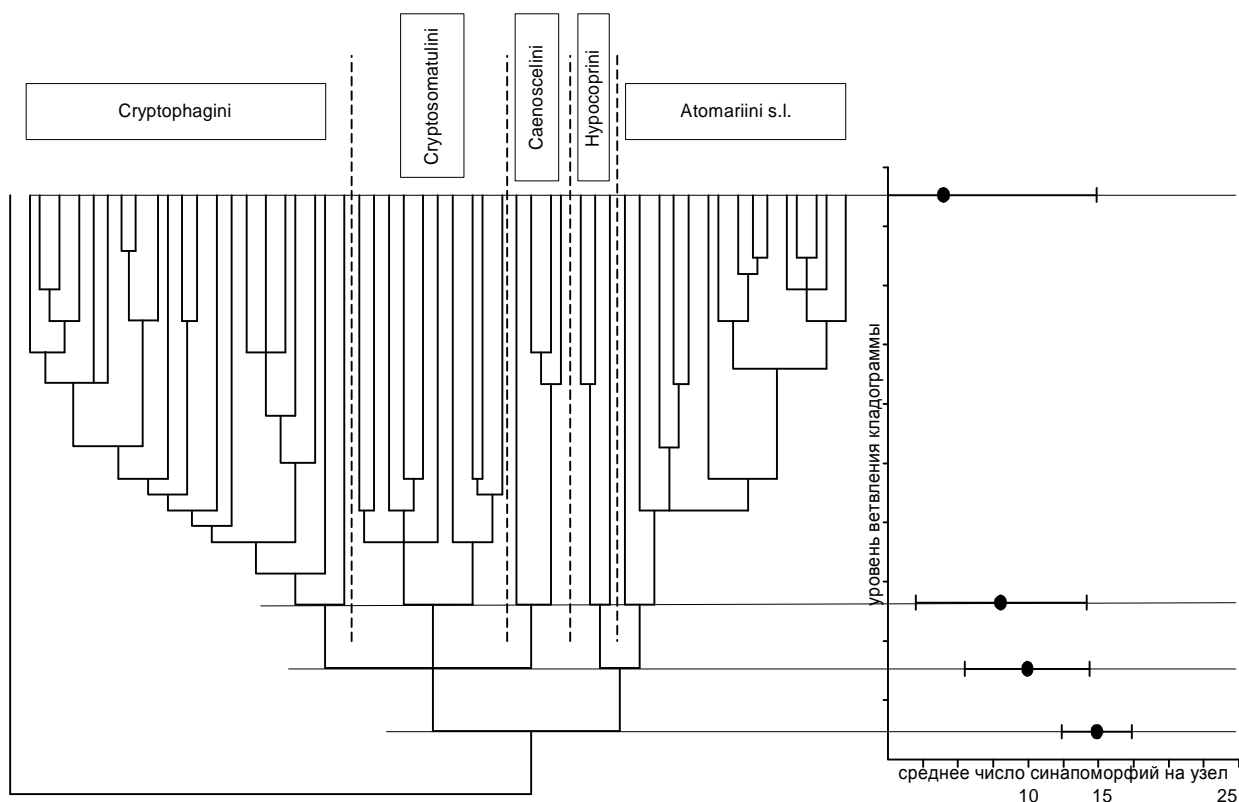 Cryptophagini
Cryptosomatulini
Caenoscelini
Hypocoprini
Atomariini s.l.
уровень ветвления кладограммы
среднее число синапоморфий на узел
10 15 25